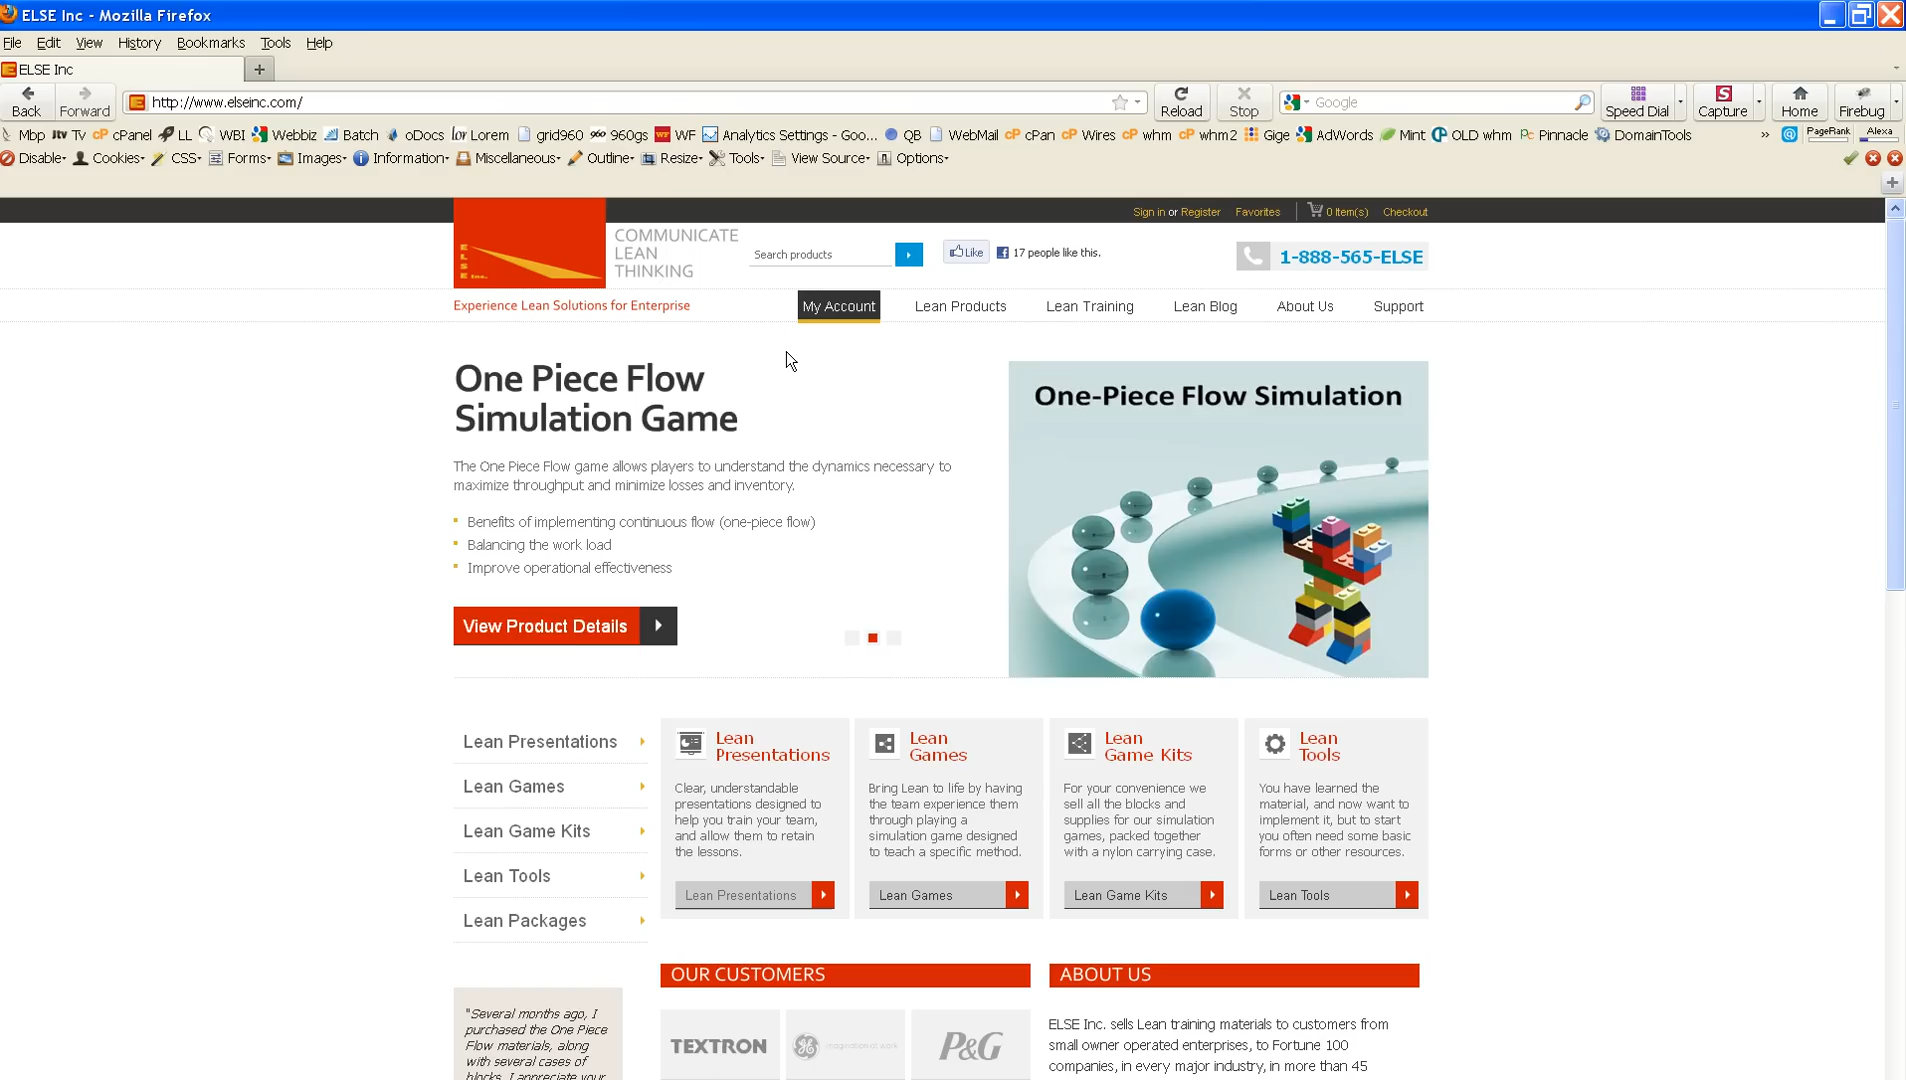 ELSE Inc - Mozilla Firefox
File Edit View History Bookmarks Tools Help
ELSE Inc
Back Forward http://www.elseinc.com/ Reload Stop Google Speed Dial Capture Home Firebug
Mbp Tv cPanel LL WBI Webbiz Batch oDocs Lorem grid960 960gs WF Analytics Settings - Goo... QB WebMail cPan Wires whm whm2 Gige AdWords Mint OLD whm Pinnacle DomainTools » PageRank Alexa
Disable Cookies CSS Forms Images Information Miscellaneous Outline Resize Tools View Source Options
Sign in or Register Favorites 0 Item(s) Checkout
ELSE Inc.
COMMUNICATE
LEAN
THINKING
Search products
Like 17 people like this.
1-888-565-ELSE
Experience Lean Solutions for Enterprise
My Account Lean Products Lean Training Lean Blog About Us Support
One Piece Flow
Simulation Game
The One Piece Flow game allows players to understand the dynamics necessary to
maximize throughput and minimize losses and inventory.
Benefits of implementing continuous flow (one-piece flow)
Balancing the work load
Improve operational effectiveness
View Product Details
One-Piece Flow Simulation
Lean Presentations
Lean Games
Lean Game Kits
Lean Tools
Lean Packages
Lean
Presentations
Clear, understandable
presentations designed to
help you train your team,
and allow them to retain
the lessons.
Lean Presentations
Lean
Games
Bring Lean to life by having
the team experience them
through playing a
simulation game designed
to teach a specific method.
Lean Games
Lean
Game Kits
For your convenience we
sell all the blocks and
supplies for our simulation
games, packed together
with a nylon carrying case.
Lean Game Kits
Lean
Tools
You have learned the
material, and now want to
implement it, but to start
you often need some basic
forms or other resources.
Lean Tools
"Several months ago, I
purchased the One Piece
Flow materials, along
with several cases of
blocks. I appreciate your
OUR CUSTOMERS
TEXTRON
GE imagination at work
P&G
ABOUT US
ELSE Inc. sells Lean training materials to customers from
small owner operated enterprises, to Fortune 100
companies, in every major industry, in more than 45